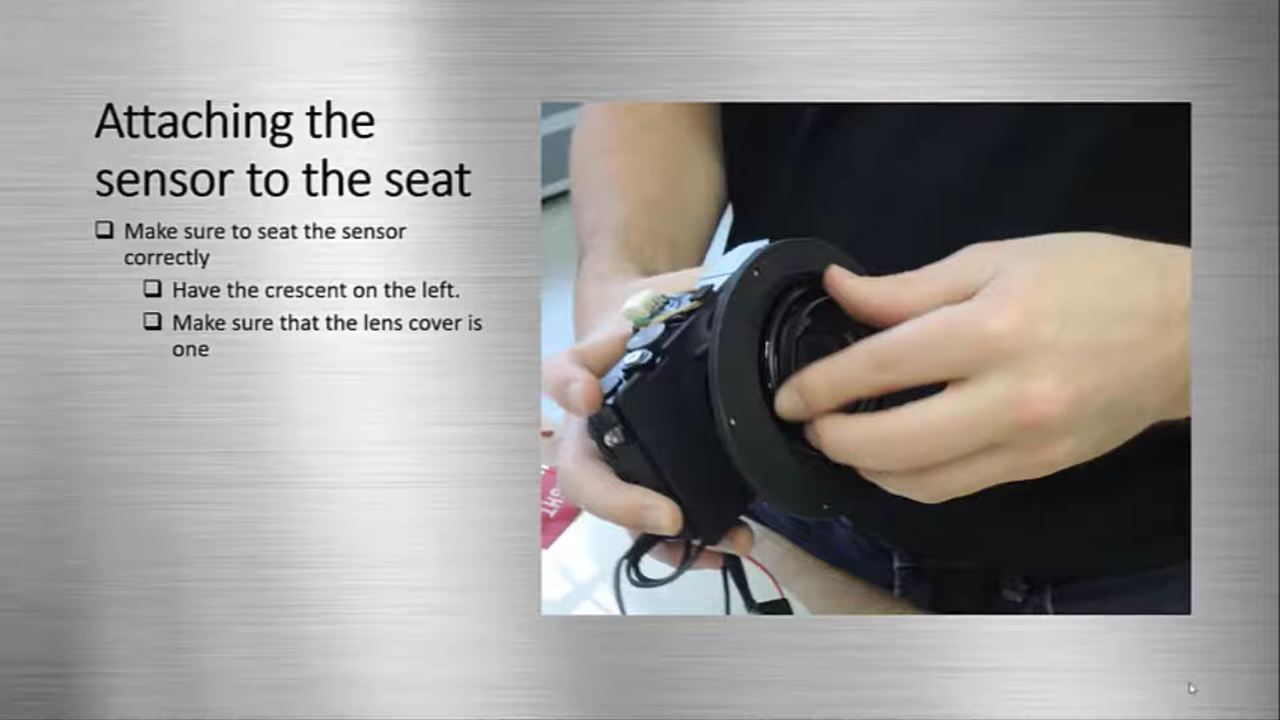 Attaching the
sensor to the seat
Make sure to seat the sensor
correctly
Have the crescent on the left.
Make sure that the lens cover is
one